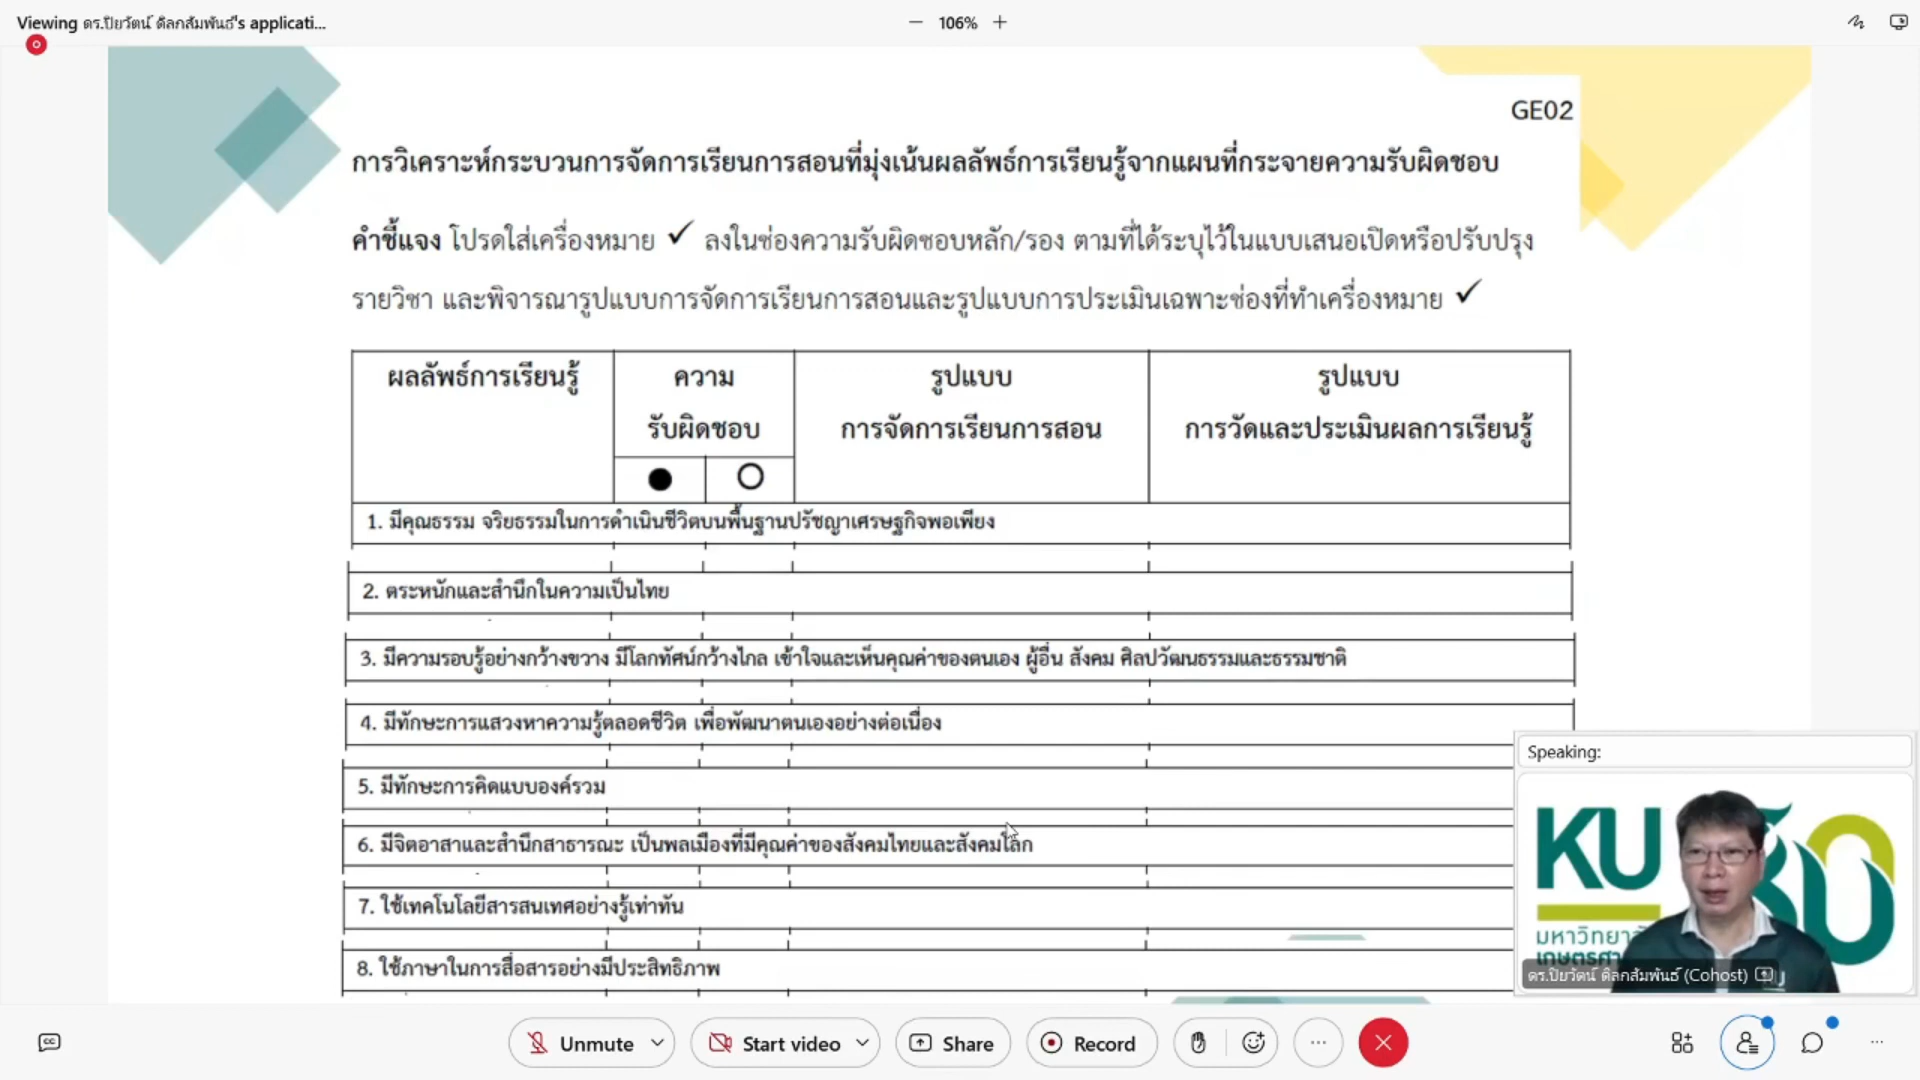 Viewing ดร.ปิยวัตน์ ดิลกสัมพันธ์'s applicati...
106%
GE02
การวิเคราะห์กระบวนการจัดการเรียนการสอนที่มุ่งเน้นผลลัพธ์การเรียนรู้จากแผนที่กระจายความรับผิดชอบ
คำชี้แจง โปรดใส่เครื่องหมาย ✓ ลงในช่องความรับผิดชอบหลัก/รอง ตามที่ได้ระบุไว้ในแบบเสนอเปิดหรือปรับปรุง
รายวิชา และพิจารณารูปแบบการจัดการเรียนการสอนและรูปแบบการประเมินเฉพาะช่องที่ทำเครื่องหมาย ✓
ผลลัพธ์การเรียนรู้
ความ
รับผิดชอบ
รูปแบบ
การจัดการเรียนการสอน
รูปแบบ
การวัดและประเมินผลการเรียนรู้
● ○
1. มีคุณธรรม จริยธรรมในการดำเนินชีวิตบนพื้นฐานปรัชญาเศรษฐกิจพอเพียง
2. ตระหนักและสำนึกในความเป็นไทย
3. มีความรอบรู้อย่างกว้างขวาง มีโลกทัศน์กว้างไกล เข้าใจและเห็นคุณค่าของตนเอง ผู้อื่น สังคม ศิลปวัฒนธรรมและธรรมชาติ
4. มีทักษะการแสวงหาความรู้ตลอดชีวิต เพื่อพัฒนาตนเองอย่างต่อเนื่อง
5. มีทักษะการคิดแบบองค์รวม
6. มีจิตอาสาและสำนึกสาธารณะ เป็นพลเมืองที่มีคุณค่าของสังคมไทยและสังคมโลก
7. ใช้เทคโนโลยีสารสนเทศอย่างรู้เท่าทัน
8. ใช้ภาษาในการสื่อสารอย่างมีประสิทธิภาพ
Speaking:
KU 80
มหาวิทยาลั
เกษตรศา
ดร.ปิยวัตน์ ดิลกสัมพันธ์ (Cohost)
Unmute
Start video
Share
Record